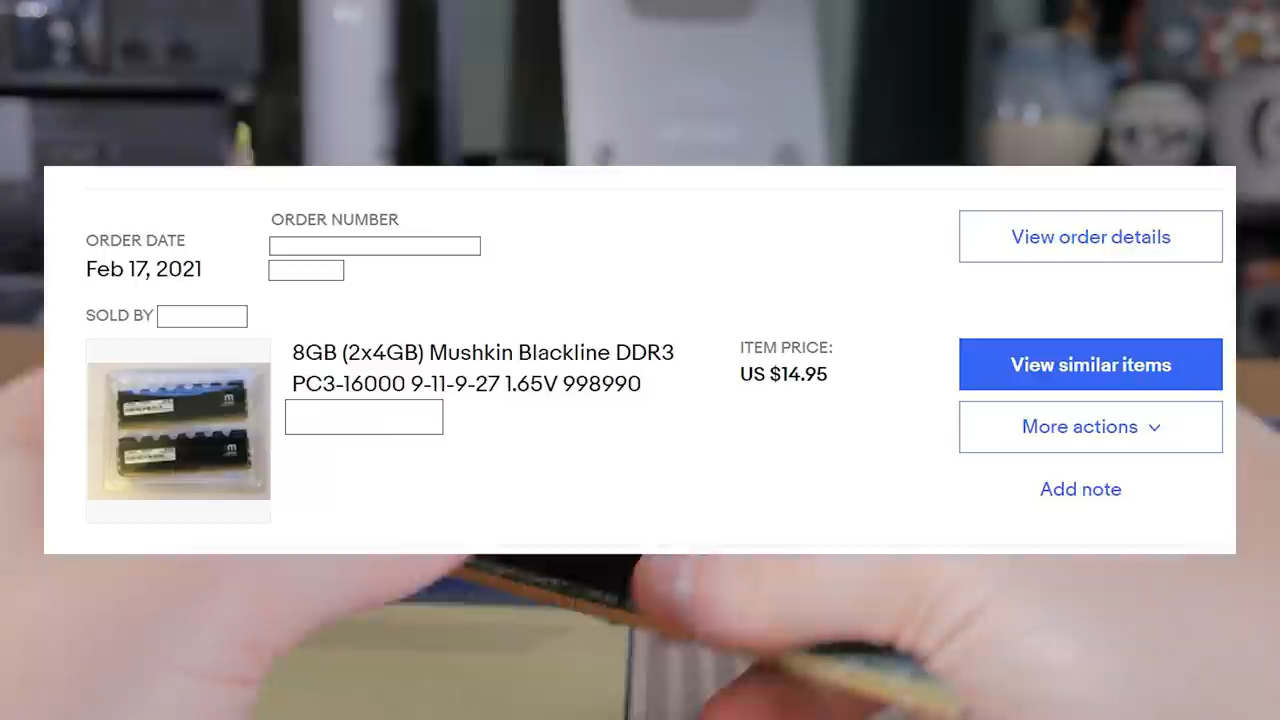 ORDER NUMBER
ORDER DATE
Feb 17, 2021
View order details
SOLD BY
8GB (2x4GB) Mushkin Blackline DDR3
PC3-16000 9-11-9-27 1.65V 998990
ITEM PRICE:
US $14.95
View similar items
More actions
Add note